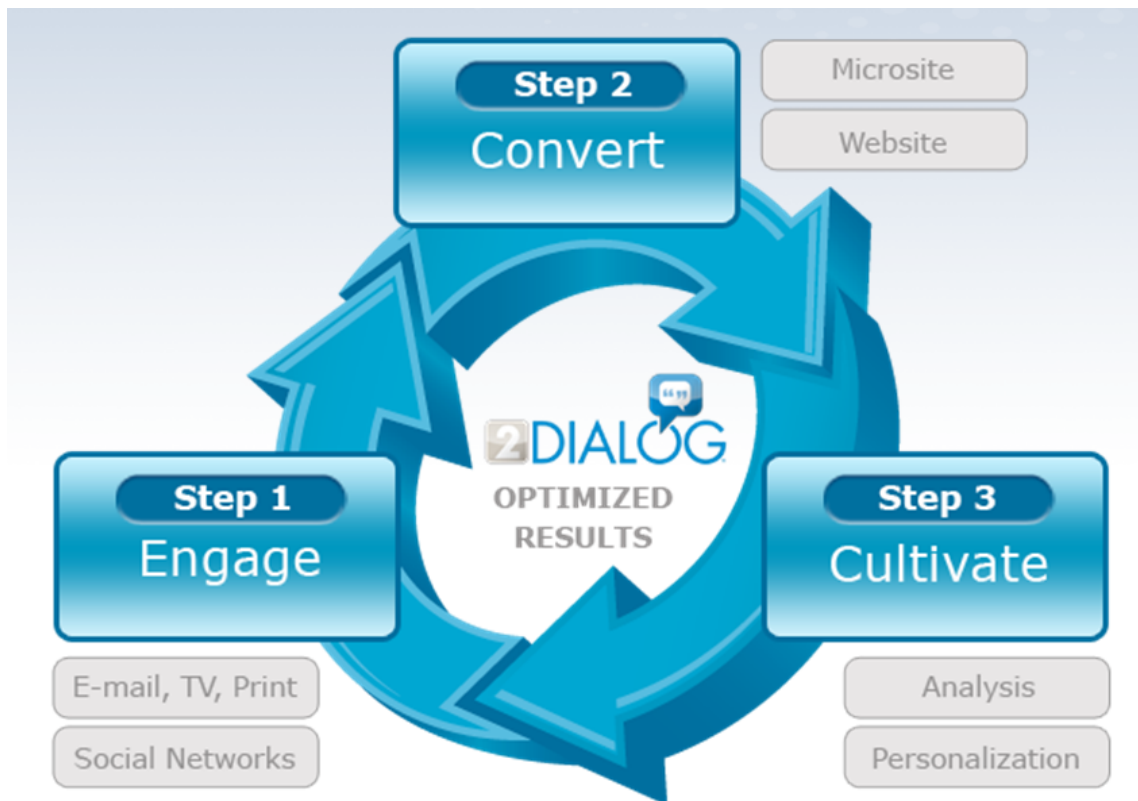 Step 2
Convert
Microsite
Website
2DIALOG
OPTIMIZED
RESULTS
Step 1
Engage
E-mail, TV, Print
Social Networks
Step 3
Cultivate
Analysis
Personalization